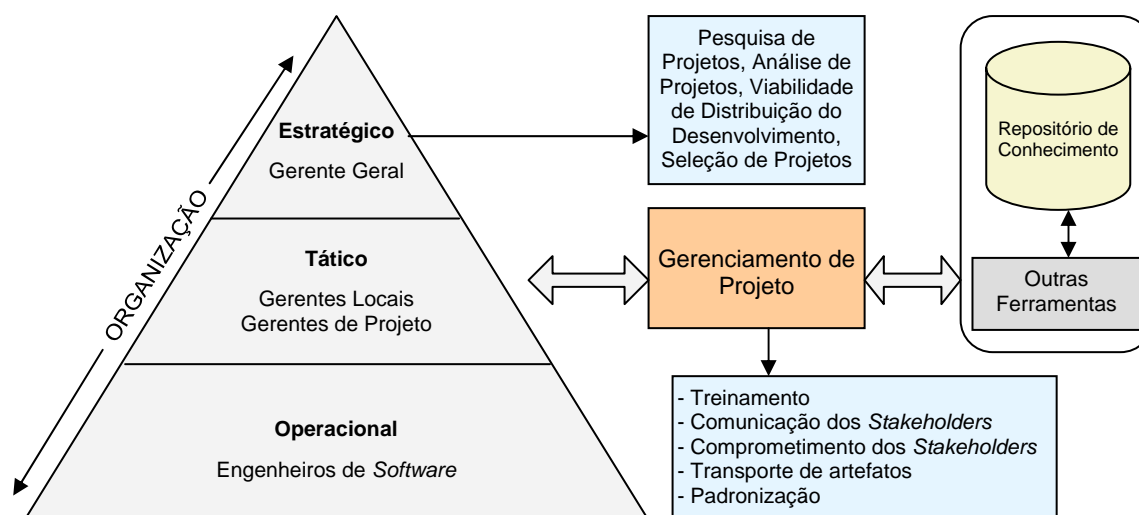 ORGANIZAÇÃO
Estratégico
Gerente Geral
Tático
Gerentes Locais
Gerentes de Projeto
Operacional
Engenheiros de Software
Pesquisa de
Projetos, Análise de
Projetos, Viabilidade
de Distribuição do
Desenvolvimento,
Seleção de Projetos
Gerenciamento de
Projeto
- Treinamento
- Comunicação dos Stakeholders
- Comprometimento dos Stakeholders
- Transporte de artefatos
- Padronização
Repositório de
Conhecimento
Outras
Ferramentas